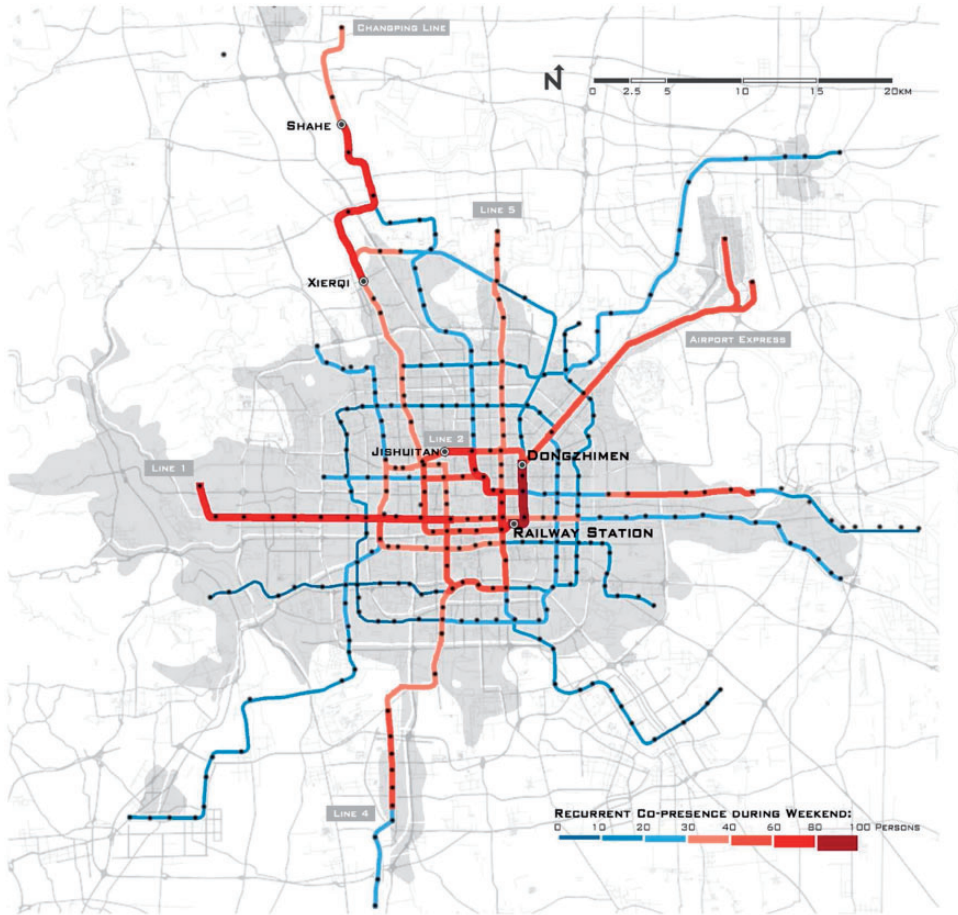 Changping Line
N
0 2.5 5 10 15 20km
Shahe
Line 5
Xierqi
Airport Express
Jishuitan
Line 2
Dongzhimen
Line 1
Railway Station
Line 4
Recurrent Co-presence during Weekend:
0 10 20 30 40 50 60 80 100 Persons